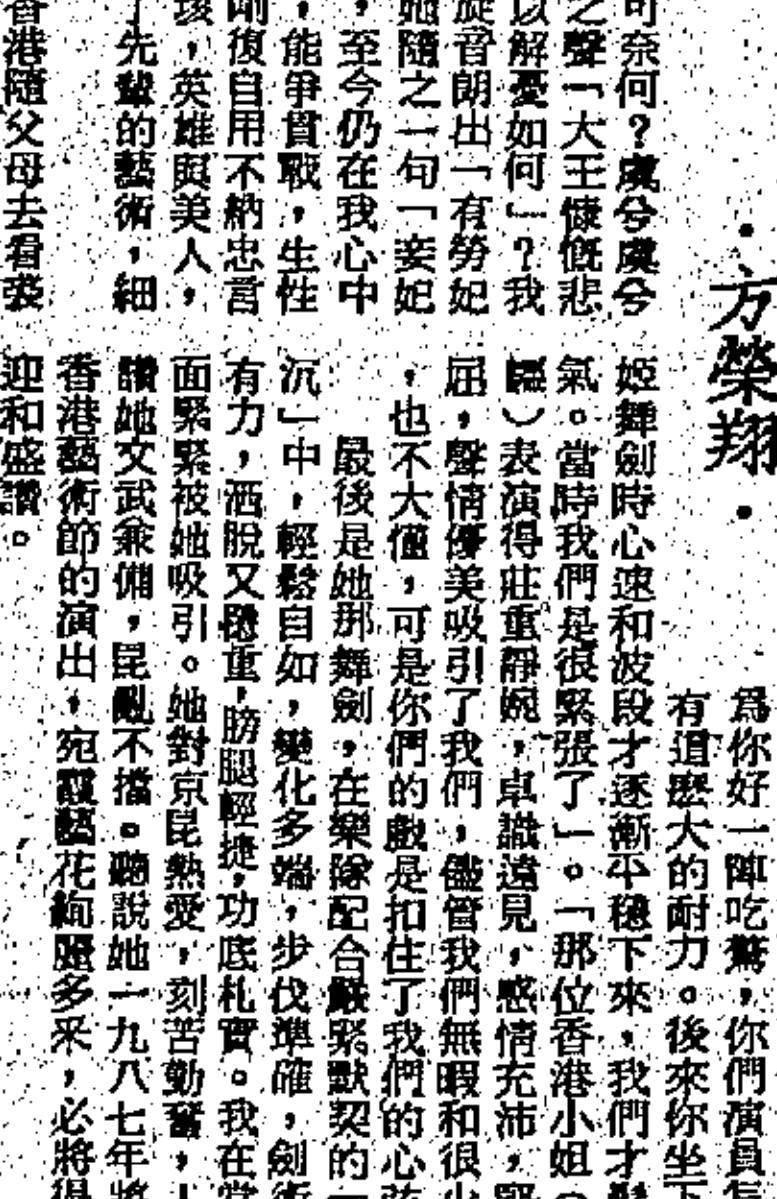 ·方榮翔·
可奈何？虞兮虞兮
之聲「大王慷慨悲
以解憂如何」？我
旋音朗出「有勞妃
她隨之一句「妾妃
，至今仍在我心中
，能爭貫戰，生性
剛復自用不納忠言
垓，英雄與美人，
了先輩的藝術，細
香港隨父母去看裘
爲你好一陣吃驚，你們演員
有這麼大的耐力。後來你坐下
姬舞劍時心速和波段才逐漸平穩下來，我們才
氣。當時我們是很緊張了」。「那位香港小姐（
）表演得莊重靜婉，卓識遠見，感情充沛，堅
屈，聲情優美吸引了我們，儘管我們無暇和很少
，也不大懂，可是你們的戲是扣住了我們的心弦
最後是她那舞劍，在樂隊配合嚴緊默契的一
沉」中，輕鬆自如，變化多端，步伐準確，劍術
有力，洒脫又穩重，膀腿輕捷，功底札實。我在當
面緊緊被她吸引。她對京昆熱愛，刻苦勤奮，
讚她文武兼備，昆亂不擋。聽說她一九八七年將
香港藝術節的演出，宛藝花絢麗多采，必將得
迎和盛讚。